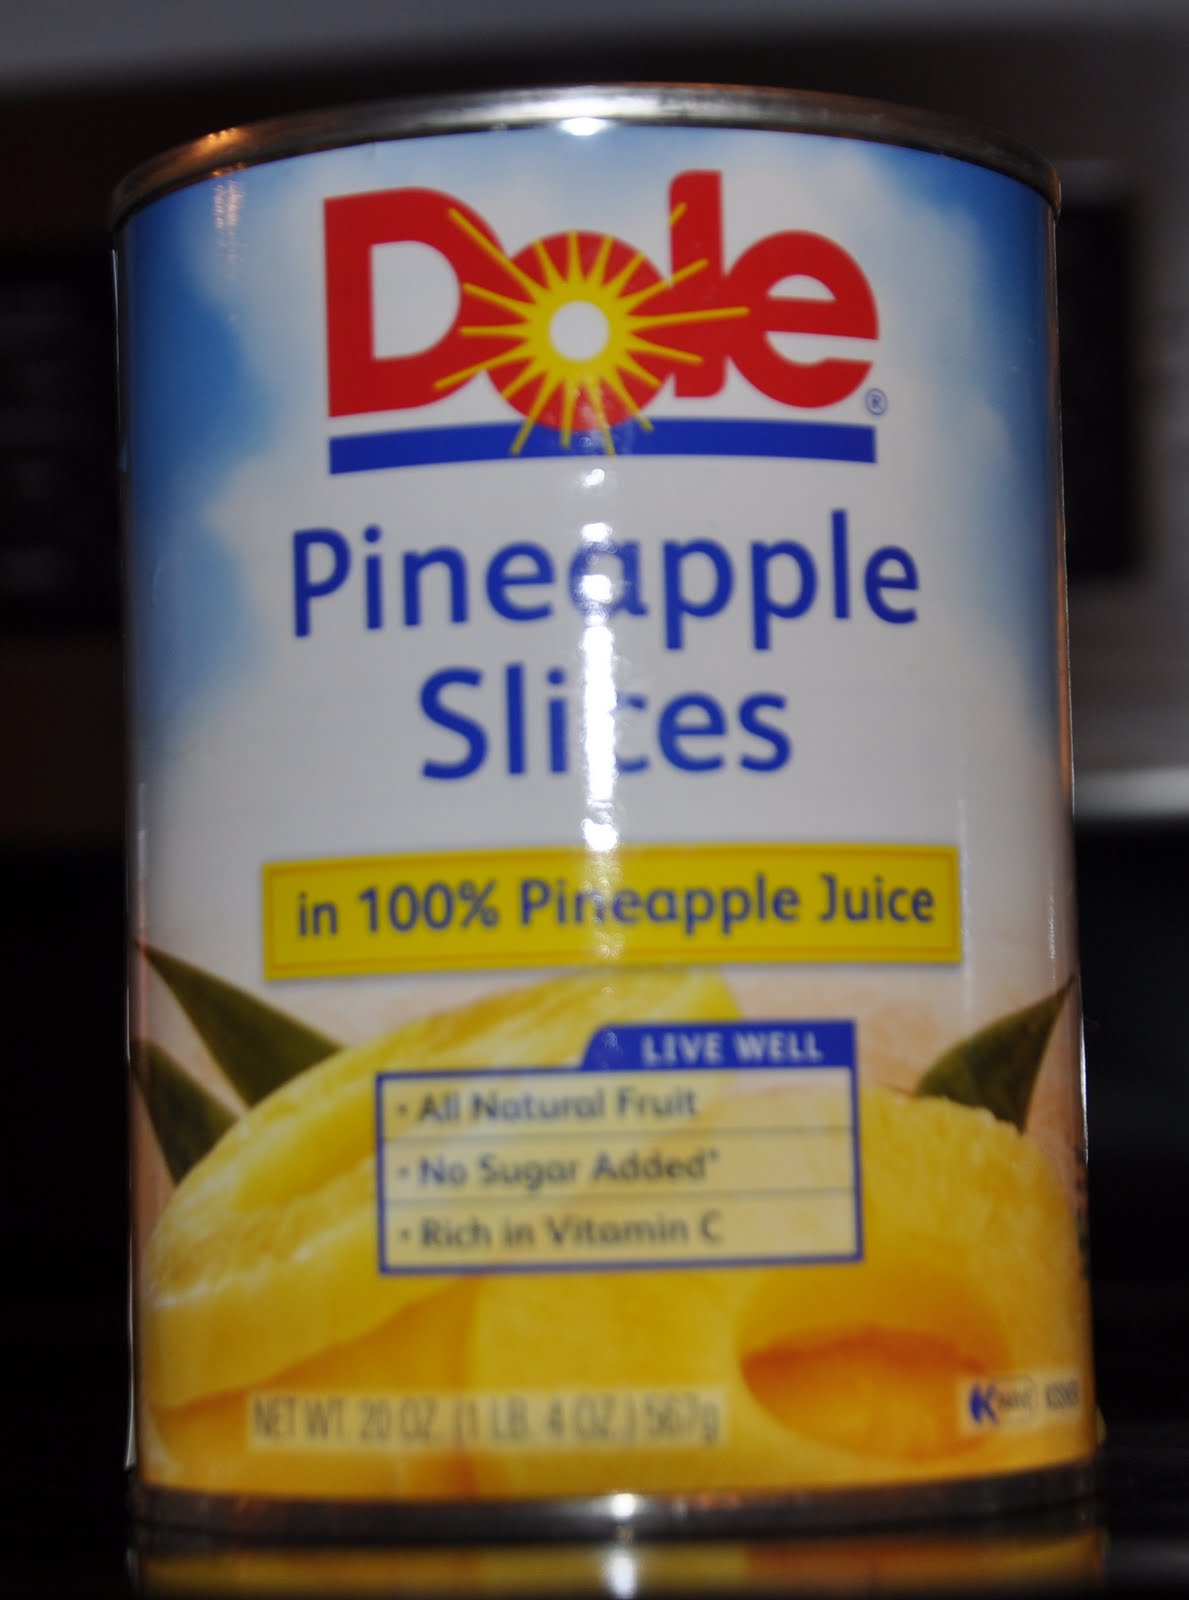 Dole®
Pineapple
Slices
in 100% Pineapple Juice
LIVE WELL
• All Natural Fruit
• No Sugar Added*
• Rich in Vitamin C
NET WT. 20 OZ. (1 LB. 4 OZ.) 567g
K